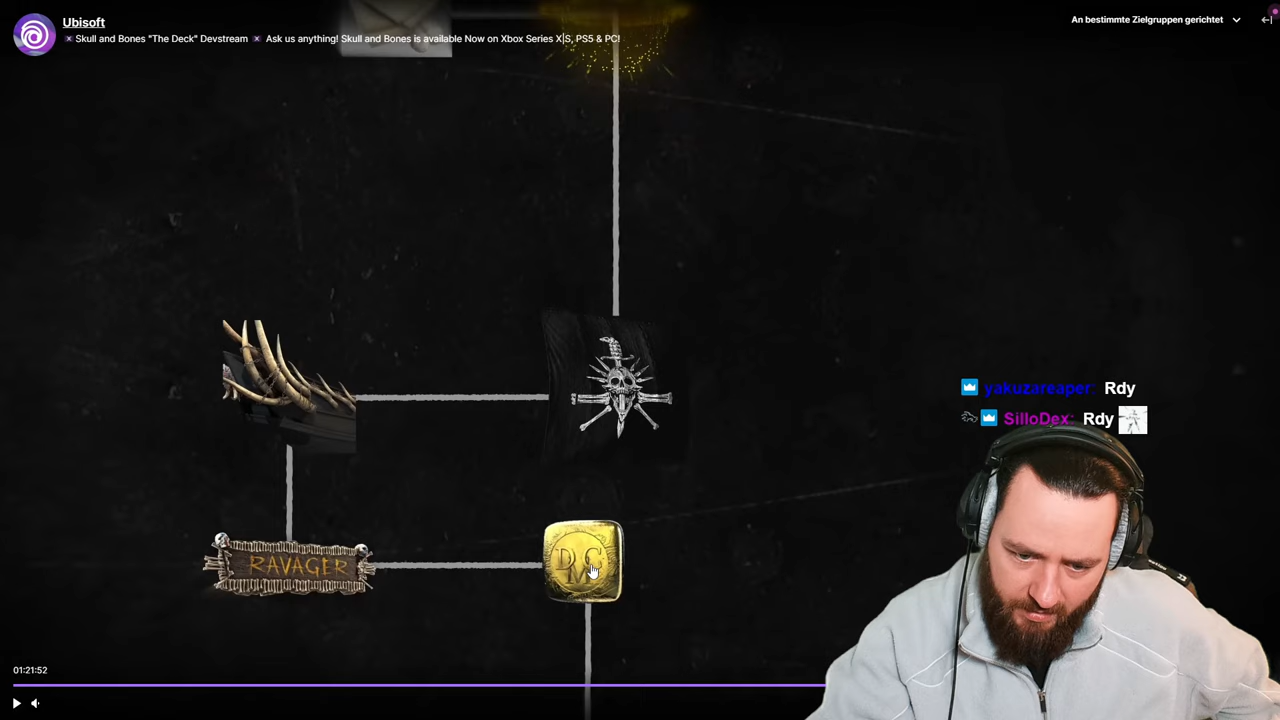 Ubisoft
Skull and Bones "The Deck" Devstream ☠ Ask us anything! Skull and Bones is available Now on Xbox Series X|S, PS5 & PC!
An bestimmte Zielgruppen gerichtet
yakuzareaper: Rdy
SilloDex: Rdy
RAVAGER
DMC
01:21:52